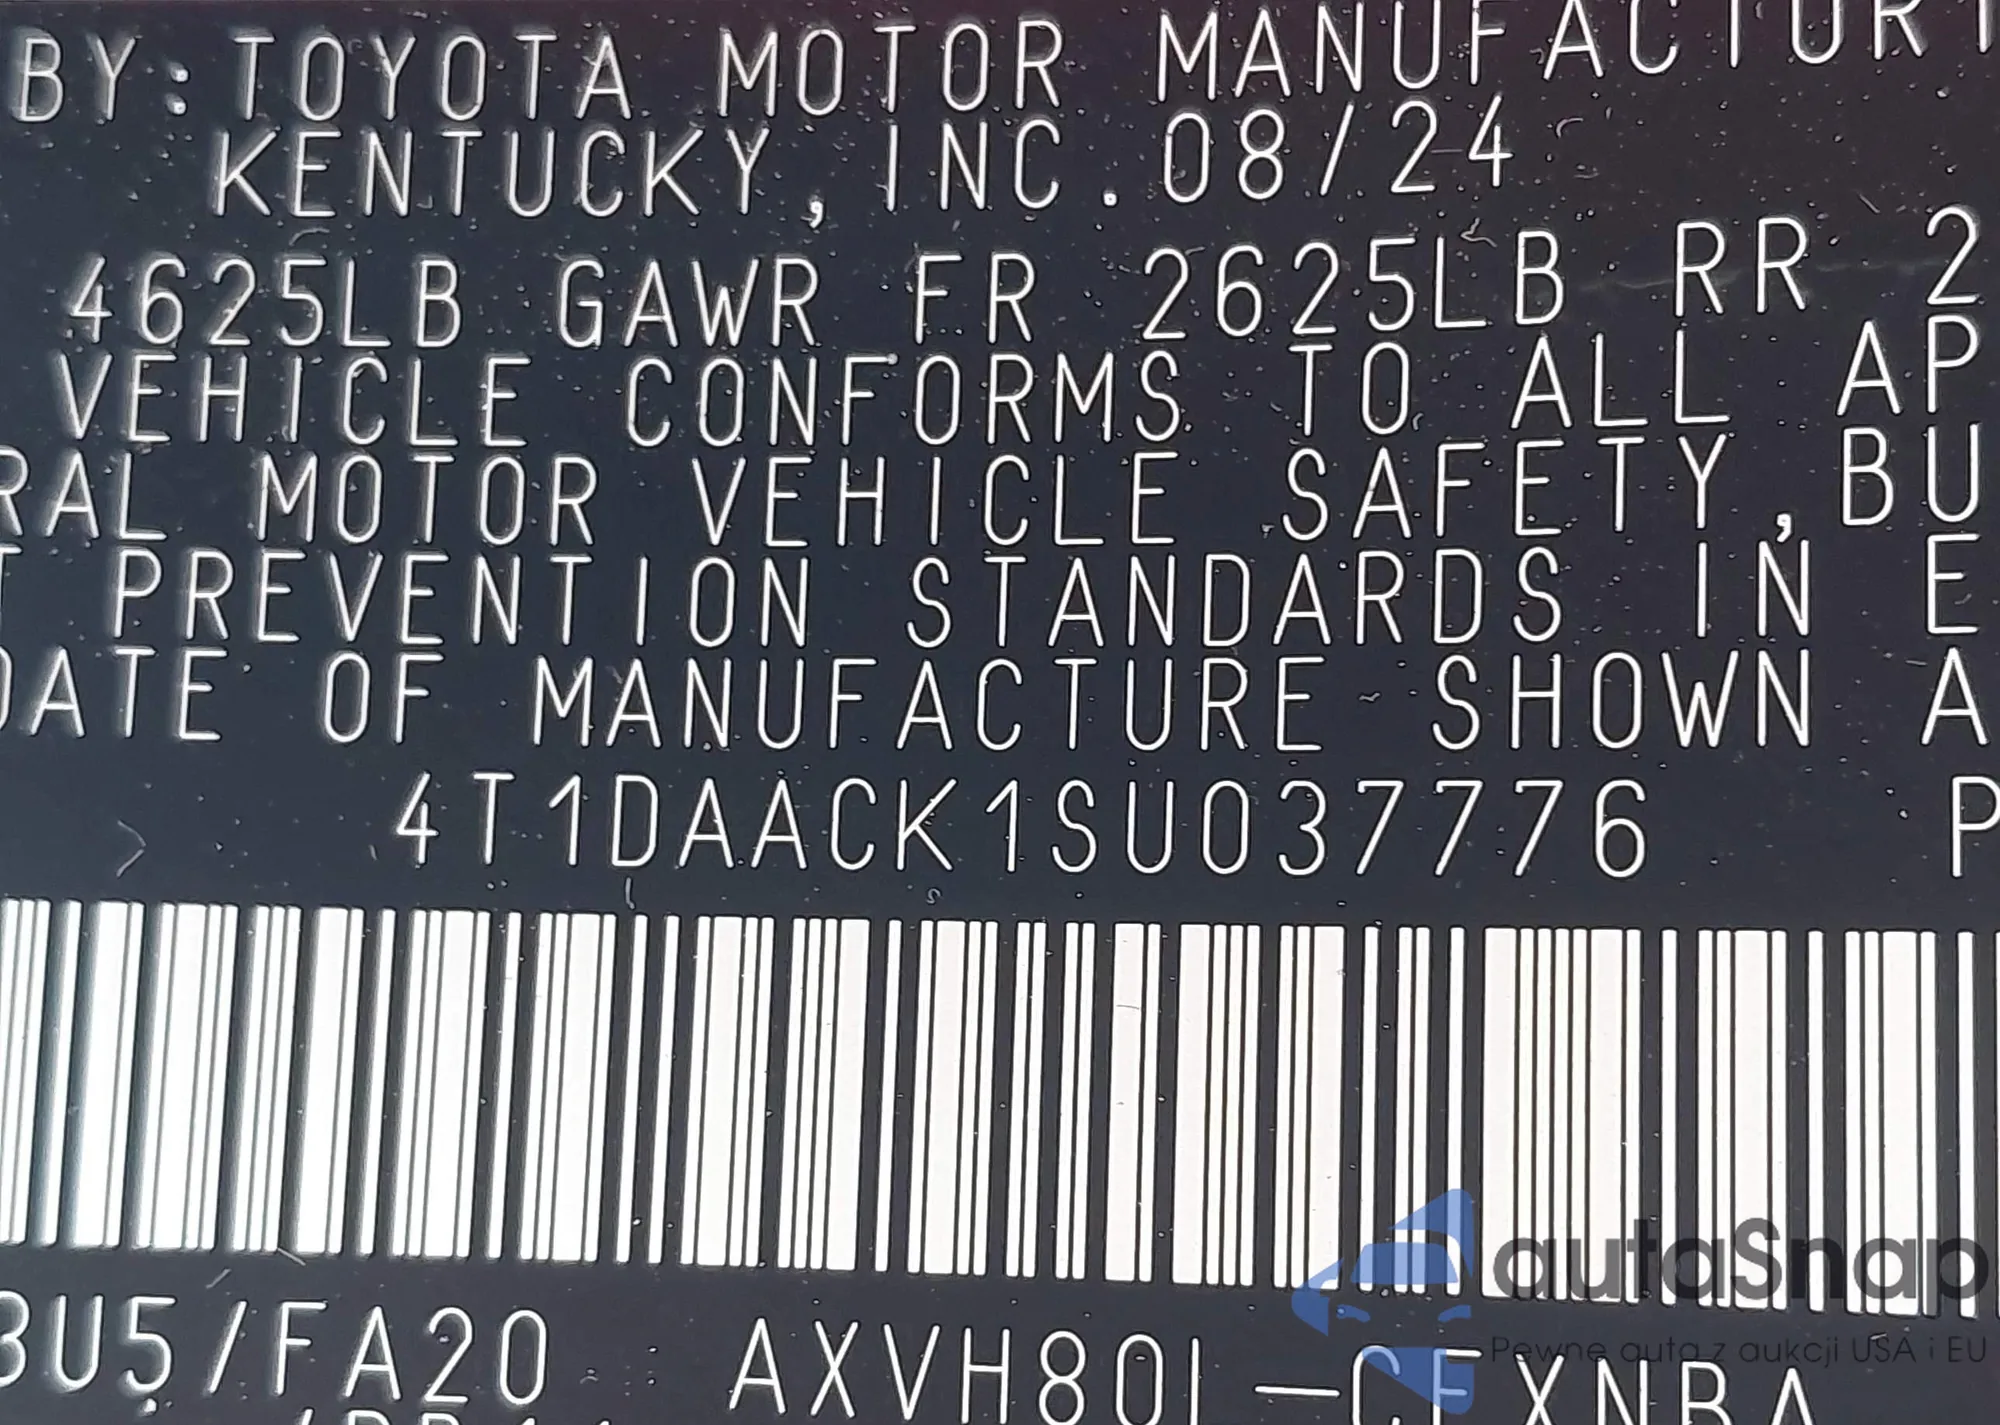 BY:TOYOTA MOTOR MANUFACTURI
KENTUCKY, INC. 08/24
4625LB GAWR FR 2625LB RR 2
VEHICLE CONFORMS TO ALL AP
RAL MOTOR VEHICLE SAFETY, BU
T PREVENTION STANDARDS IN E
DATE OF MANUFACTURE SHOWN A
4T1DAACK1SU037776 P
3U5/FA20 AXVH80L-CEXNBA
autaSnap
Pewne auta z aukcji USA i EU